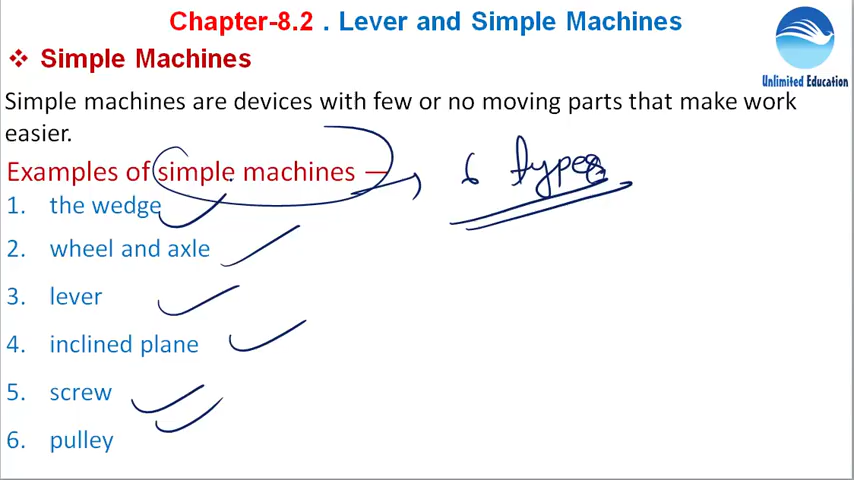 Chapter-8.2 . Lever and Simple Machines
❖ Simple Machines
Unlimited Education
Simple machines are devices with few or no moving parts that make work
easier.
Examples of simple machines — 6 types
1. the wedge
2. wheel and axle
3. lever
4. inclined plane
5. screw
6. pulley